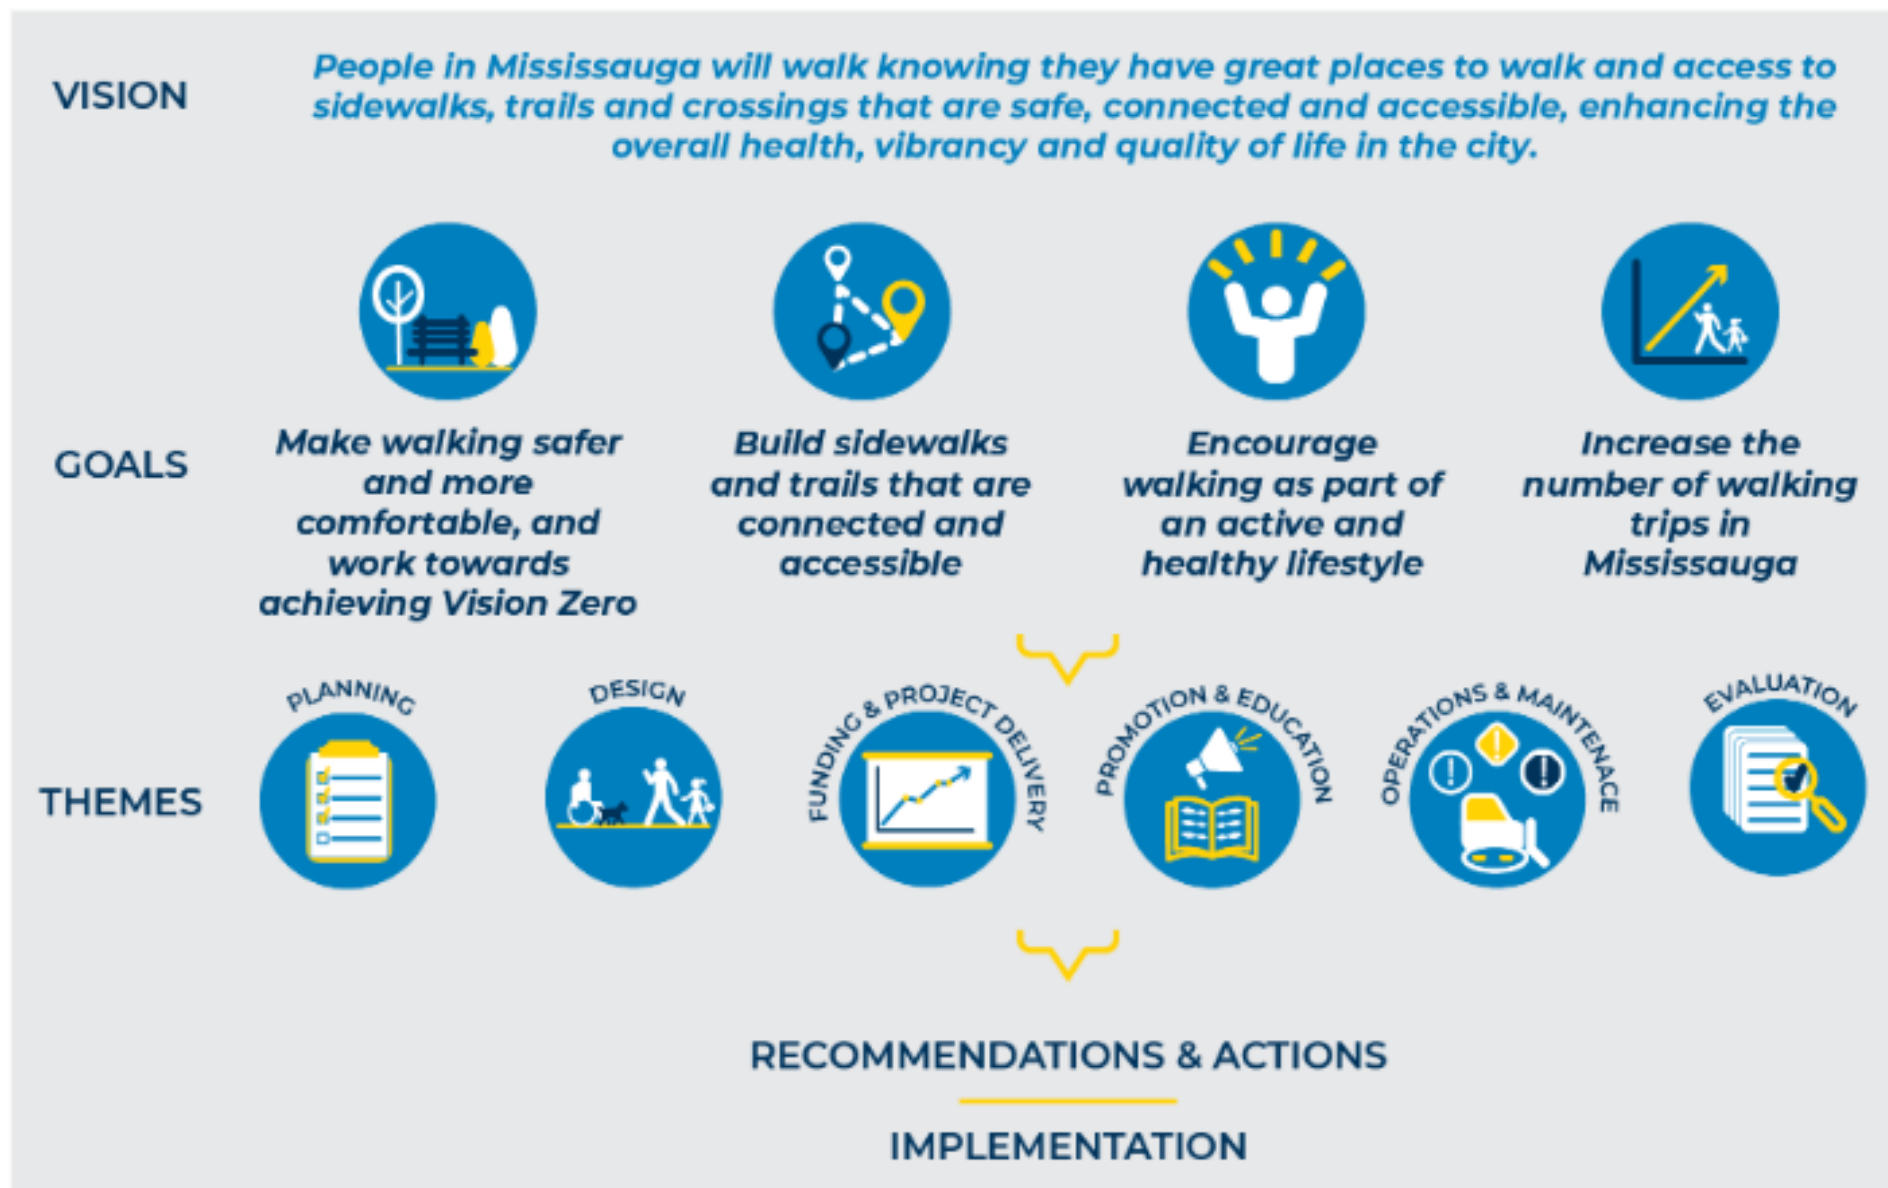 VISION
People in Mississauga will walk knowing they have great places to walk and access to
sidewalks, trails and crossings that are safe, connected and accessible, enhancing the
overall health, vibrancy and quality of life in the city.
GOALS
Make walking safer
and more
comfortable, and
work towards
achieving Vision Zero
Build sidewalks
and trails that are
connected and
accessible
Encourage
walking as part of
an active and
healthy lifestyle
Increase the
number of walking
trips in
Mississauga
THEMES
PLANNING
DESIGN
FUNDING & PROJECT DELIVERY
PROMOTION & EDUCATION
OPERATIONS & MAINTENACE
EVALUATION
RECOMMENDATIONS & ACTIONS
IMPLEMENTATION